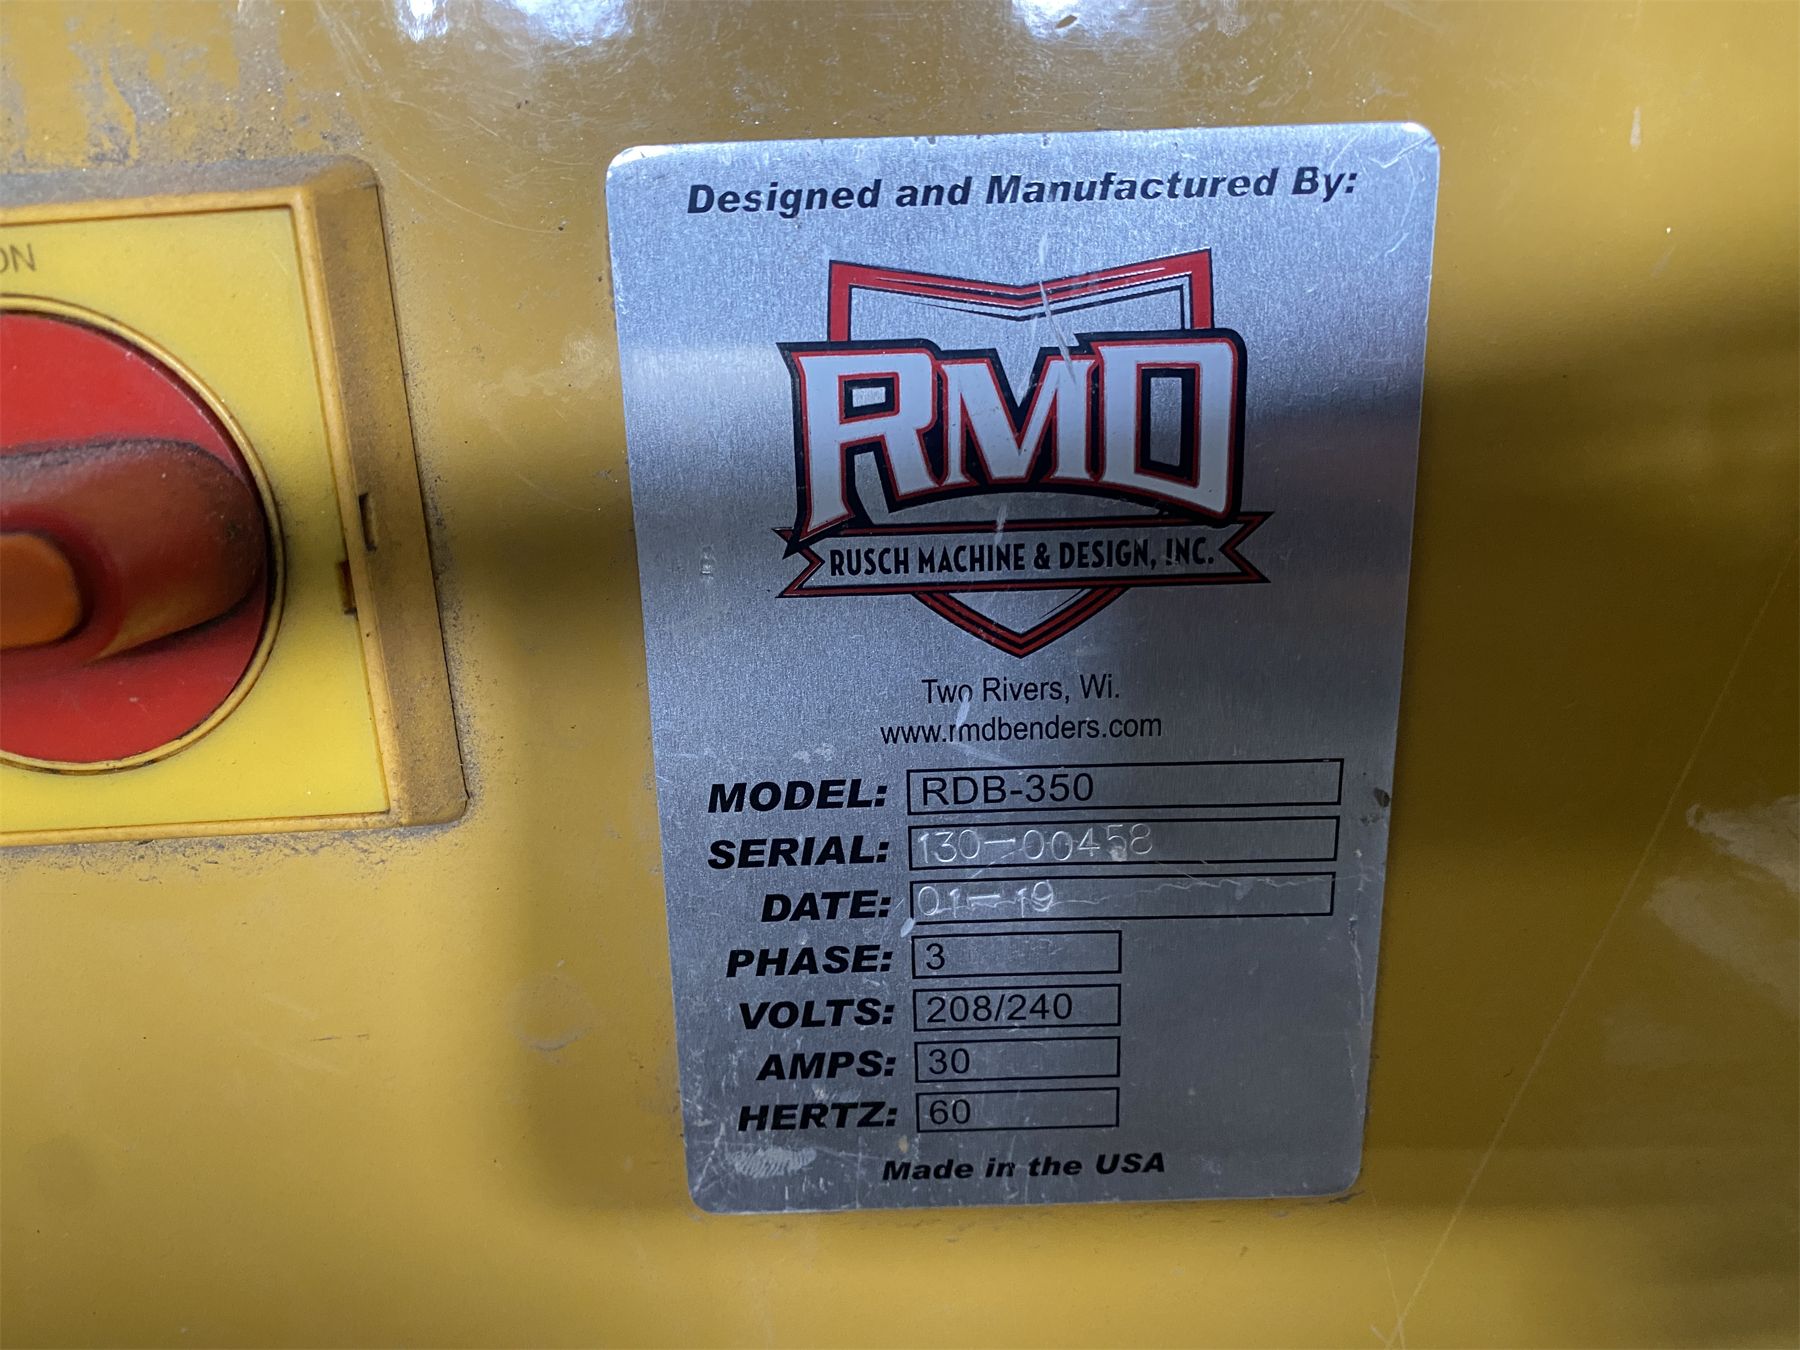 ON
Designed and Manufactured By:
RMD
RUSCH MACHINE & DESIGN, INC.
Two Rivers, Wi.
www.rmdbenders.com
MODEL: RDB-350
SERIAL: 130-00458
DATE: 01-19
PHASE: 3
VOLTS: 208/240
AMPS: 30
HERTZ: 60
Made in the USA